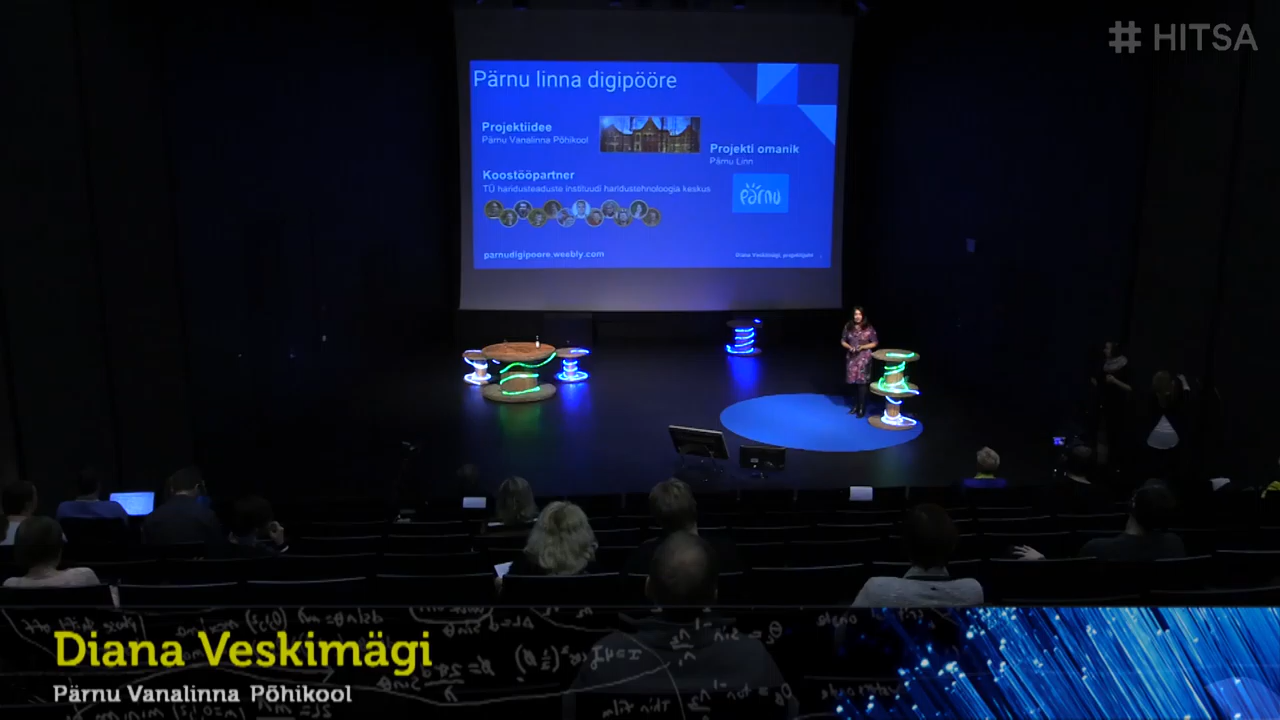 # HITSA
Pärnu linna digipööre
Projektiidee
Pärnu Vanalinna Põhikool
Projekti omanik
Pärnu Linn
Koostööpartner
TÜ haridusteaduste instituudi haridustehnoloogia keskus
pärnu
parnudigipoore.weebly.com
Diana Veskimägi, projektijuht
Diana Veskimägi
Pärnu Vanalinna Põhikool